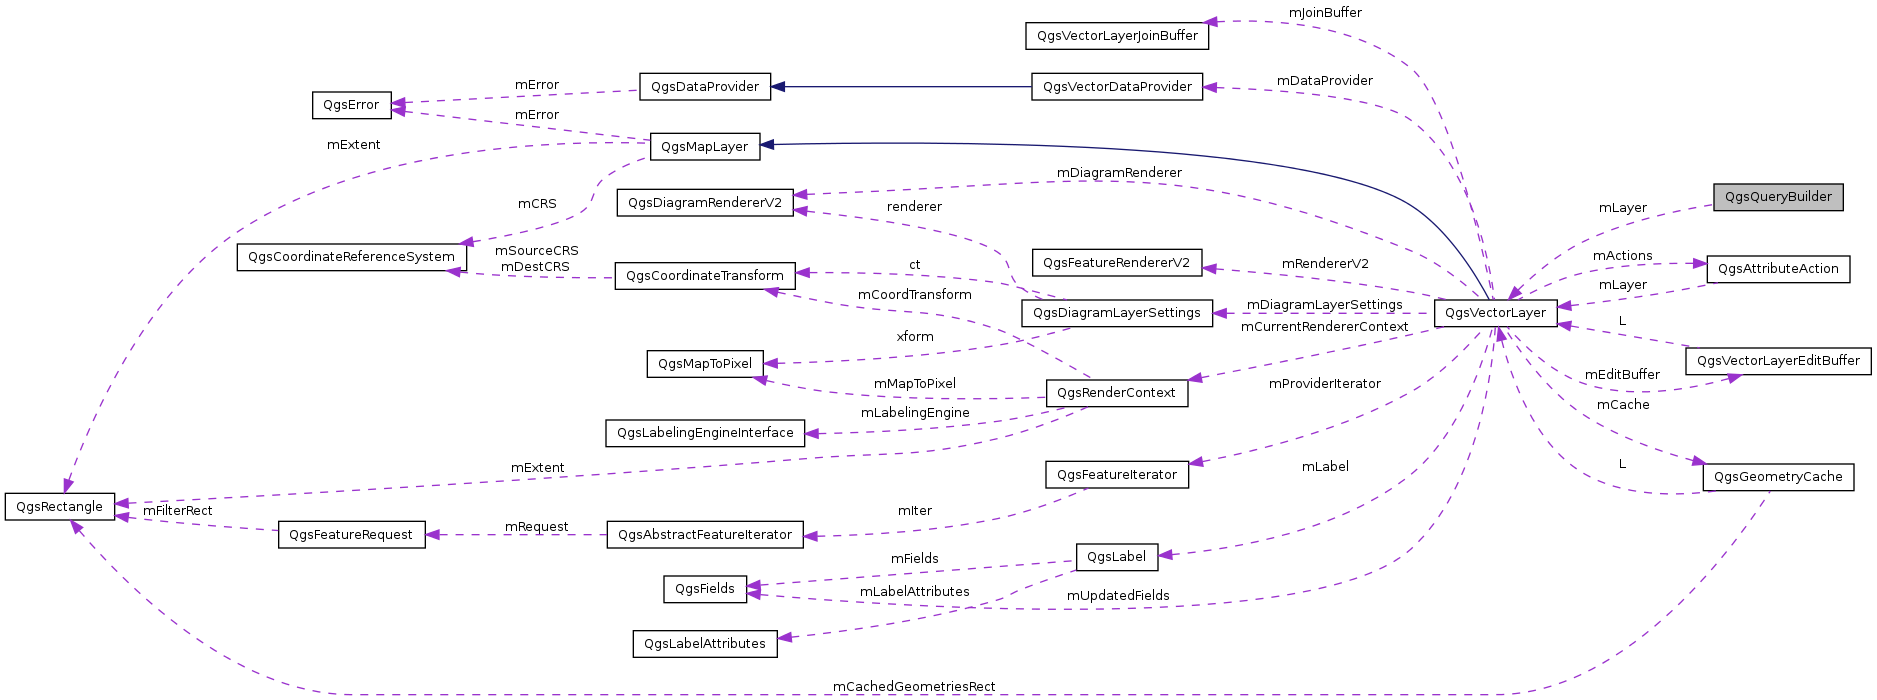 mJoinBuffer
QgsVectorLayerJoinBuffer
mError
QgsDataProvider
mDataProvider
QgsVectorDataProvider
QgsError
mError
mExtent
QgsMapLayer
mDiagramRenderer
QgsDiagramRendererV2
mCRS
renderer
QgsQueryBuilder
mLayer
QgsCoordinateReferenceSystem
mSourceCRS
mDestCRS
QgsCoordinateTransform
ct
QgsFeatureRendererV2
mRendererV2
mActions
QgsAttributeAction
mLayer
mCoordTransform
QgsDiagramLayerSettings
mDiagramLayerSettings
QgsVectorLayer
mCurrentRendererContext
L
xform
QgsMapToPixel
QgsVectorLayerEditBuffer
mEditBuffer
mMapToPixel
QgsRenderContext
mProviderIterator
mCache
mLabelingEngine
QgsLabelingEngineInterface
mExtent
QgsFeatureIterator
mLabel
L
QgsGeometryCache
QgsRectangle
mFilterRect
QgsFeatureRequest
mRequest
QgsAbstractFeatureIterator
mIter
QgsLabel
mFields
QgsFields
mLabelAttributes
mUpdatedFields
QgsLabelAttributes
mCachedGeometriesRect